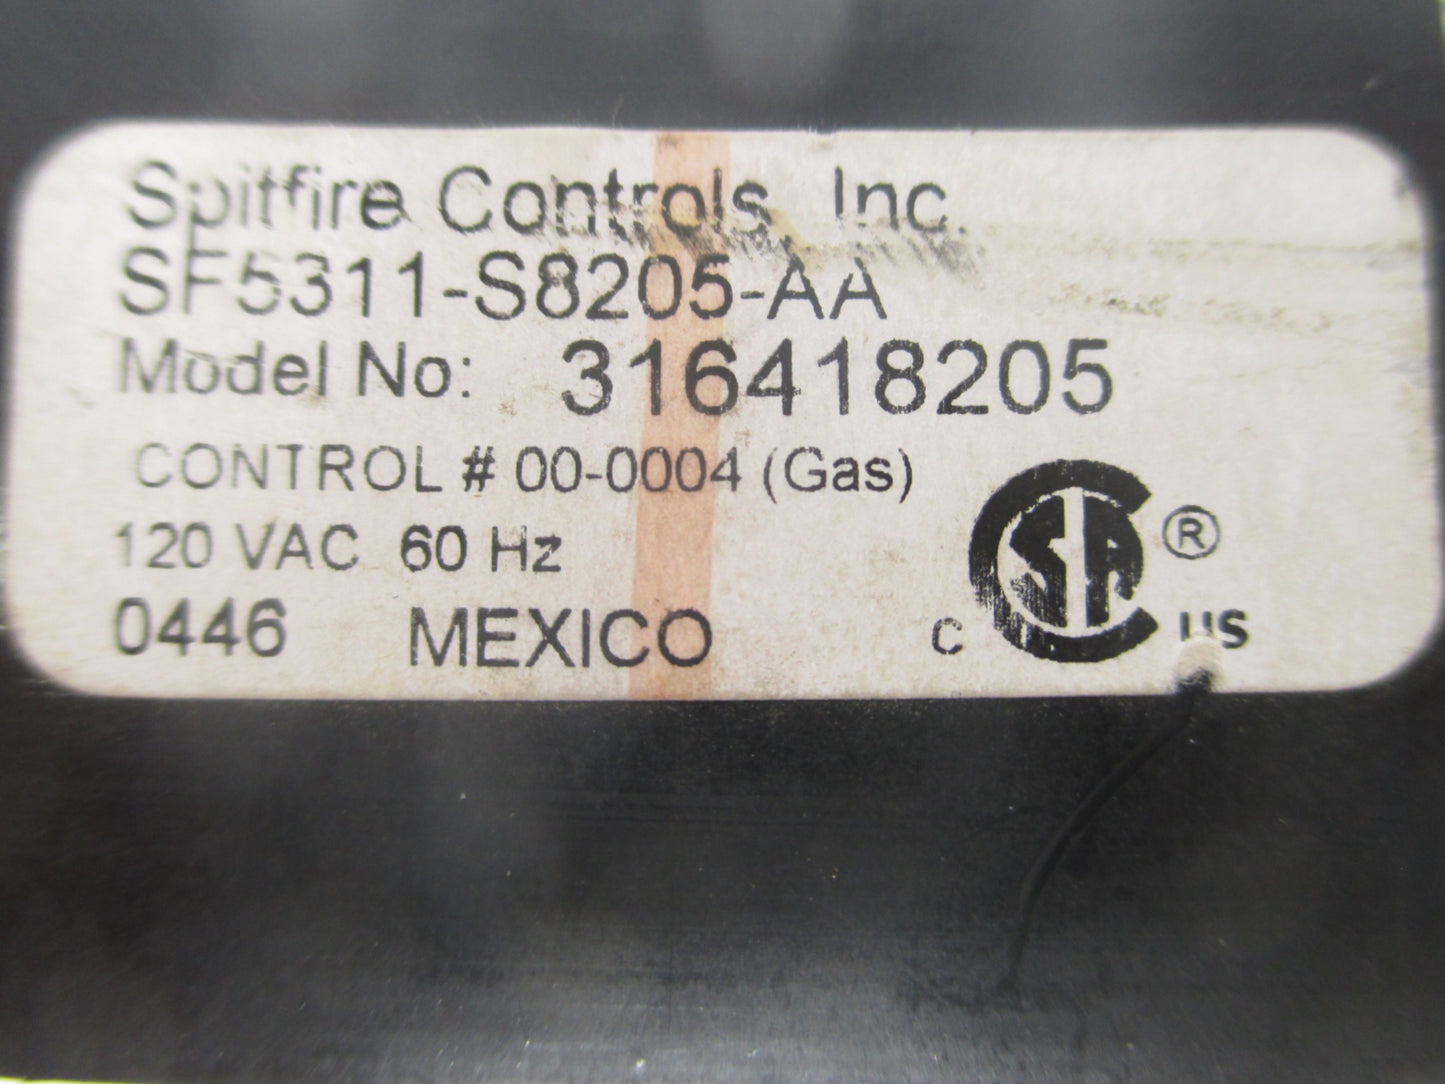 Spitfire Controls, Inc.
SF5311-S8205-AA
Model No: 316418205
CONTROL # 00-0004 (Gas)
120 VAC 60 Hz
0446 MEXICO
C CSA ® US